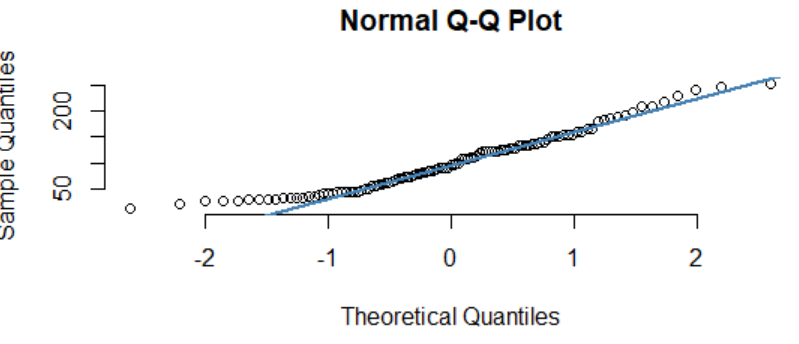 Normal Q-Q Plot
Sample Quantiles
200
50
-2 -1 0 1 2
Theoretical Quantiles